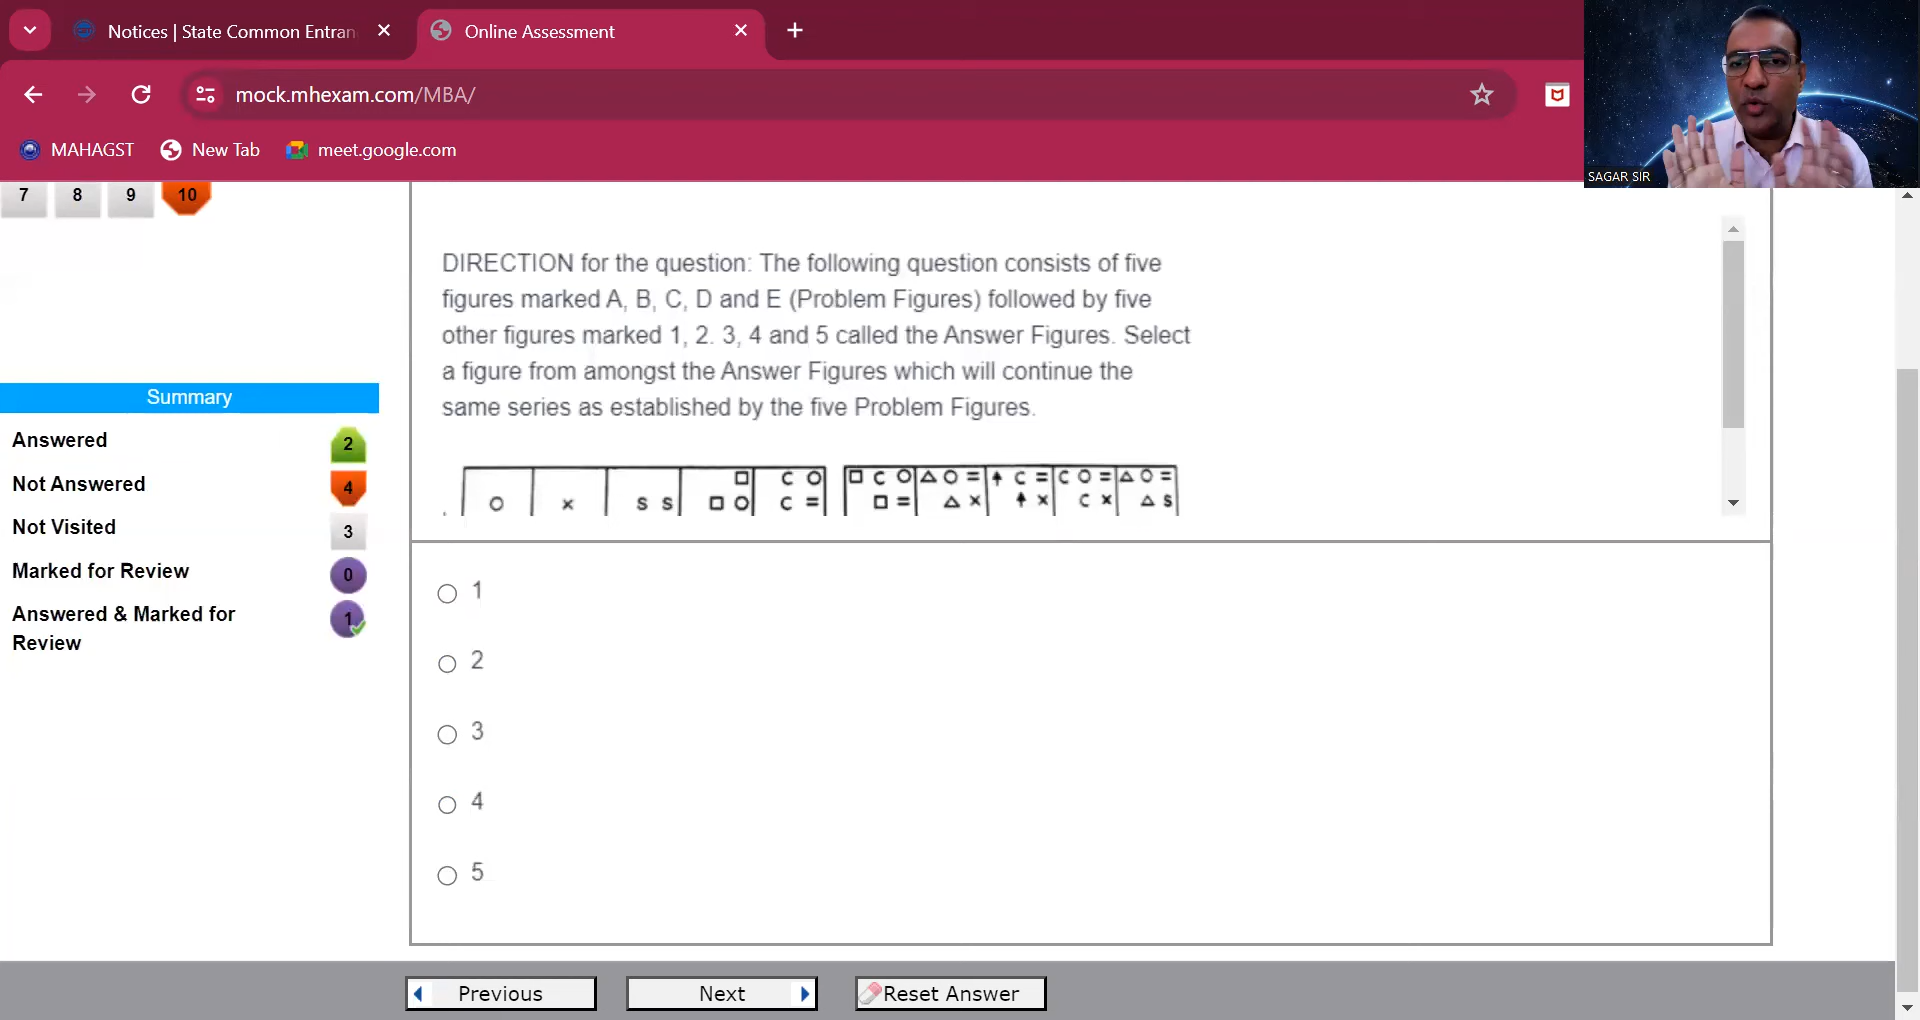 Notices | State Common Entran
Online Assessment
mock.mhexam.com/MBA/
MAHAGST
New Tab
meet.google.com
SAGAR SIR
7 8 9 10
DIRECTION for the question: The following question consists of five
figures marked A, B, C, D and E (Problem Figures) followed by five
other figures marked 1, 2. 3, 4 and 5 called the Answer Figures. Select
a figure from amongst the Answer Figures which will continue the
same series as established by the five Problem Figures.
C O □ C O △ O = ↑ C = C O = △ O =
O × S S □ O C = □ = △ × ↑ × C × △ S
Summary
Answered 2
Not Answered 4
Not Visited 3
Marked for Review 0
Answered & Marked for 1
Review
1
2
3
4
5
Previous
Next
Reset Answer